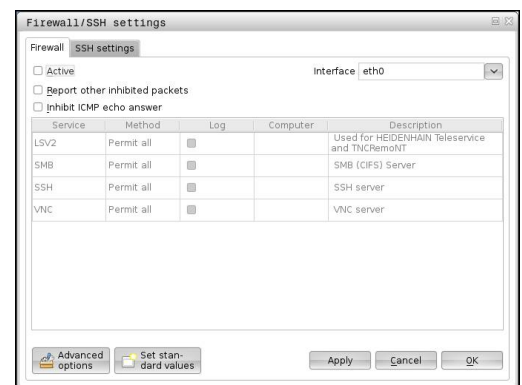 Firewall/SSH settings
Firewall SSH settings
Active Interface eth0
Report other inhibited packets
Inhibit ICMP echo answer
Service Method Log Computer Description
LSV2 Permit all Used for HEIDENHAIN Teleservice
and TNCRemoNT
SMB Permit all SMB (CIFS) Server
SSH Permit all SSH server
VNC Permit all VNC server
Advanced
options
Set stan-
dard values
Apply Cancel OK